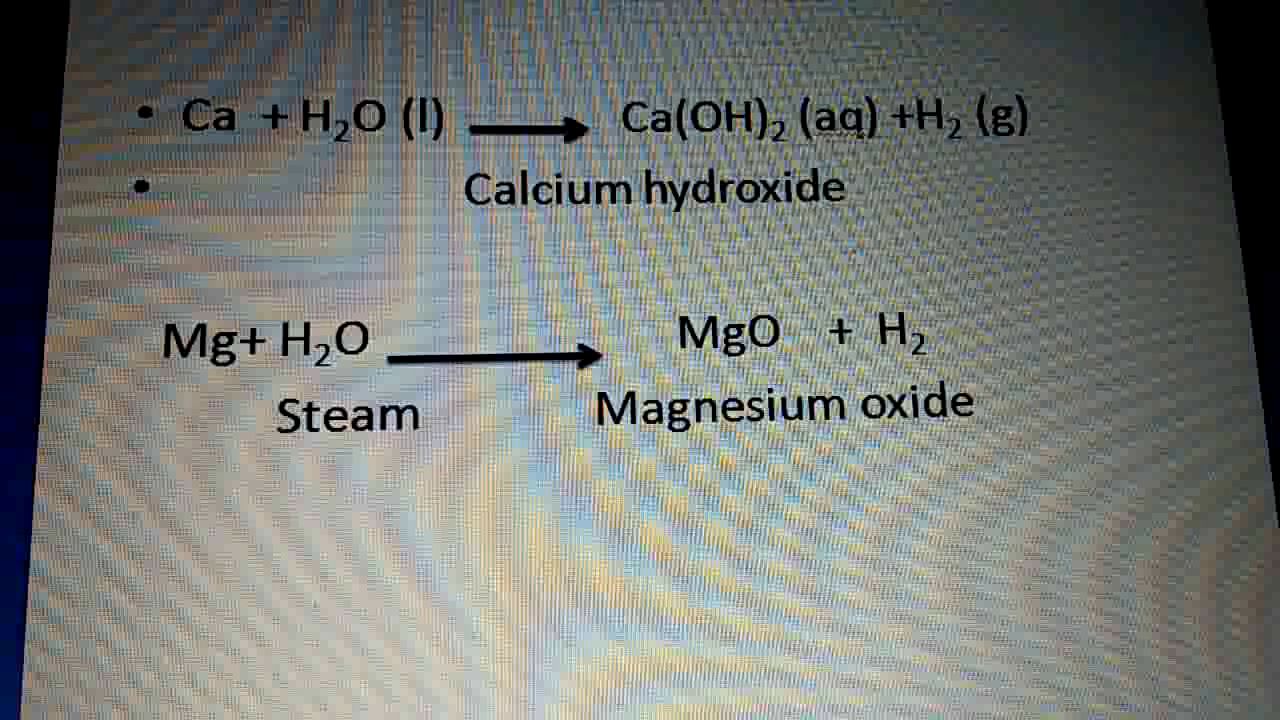 • Ca + H₂O (l) ⟶ Ca(OH)₂ (aq) +H₂ (g)
• Calcium hydroxide
Mg+ H₂O ⟶ MgO + H₂
Steam Magnesium oxide